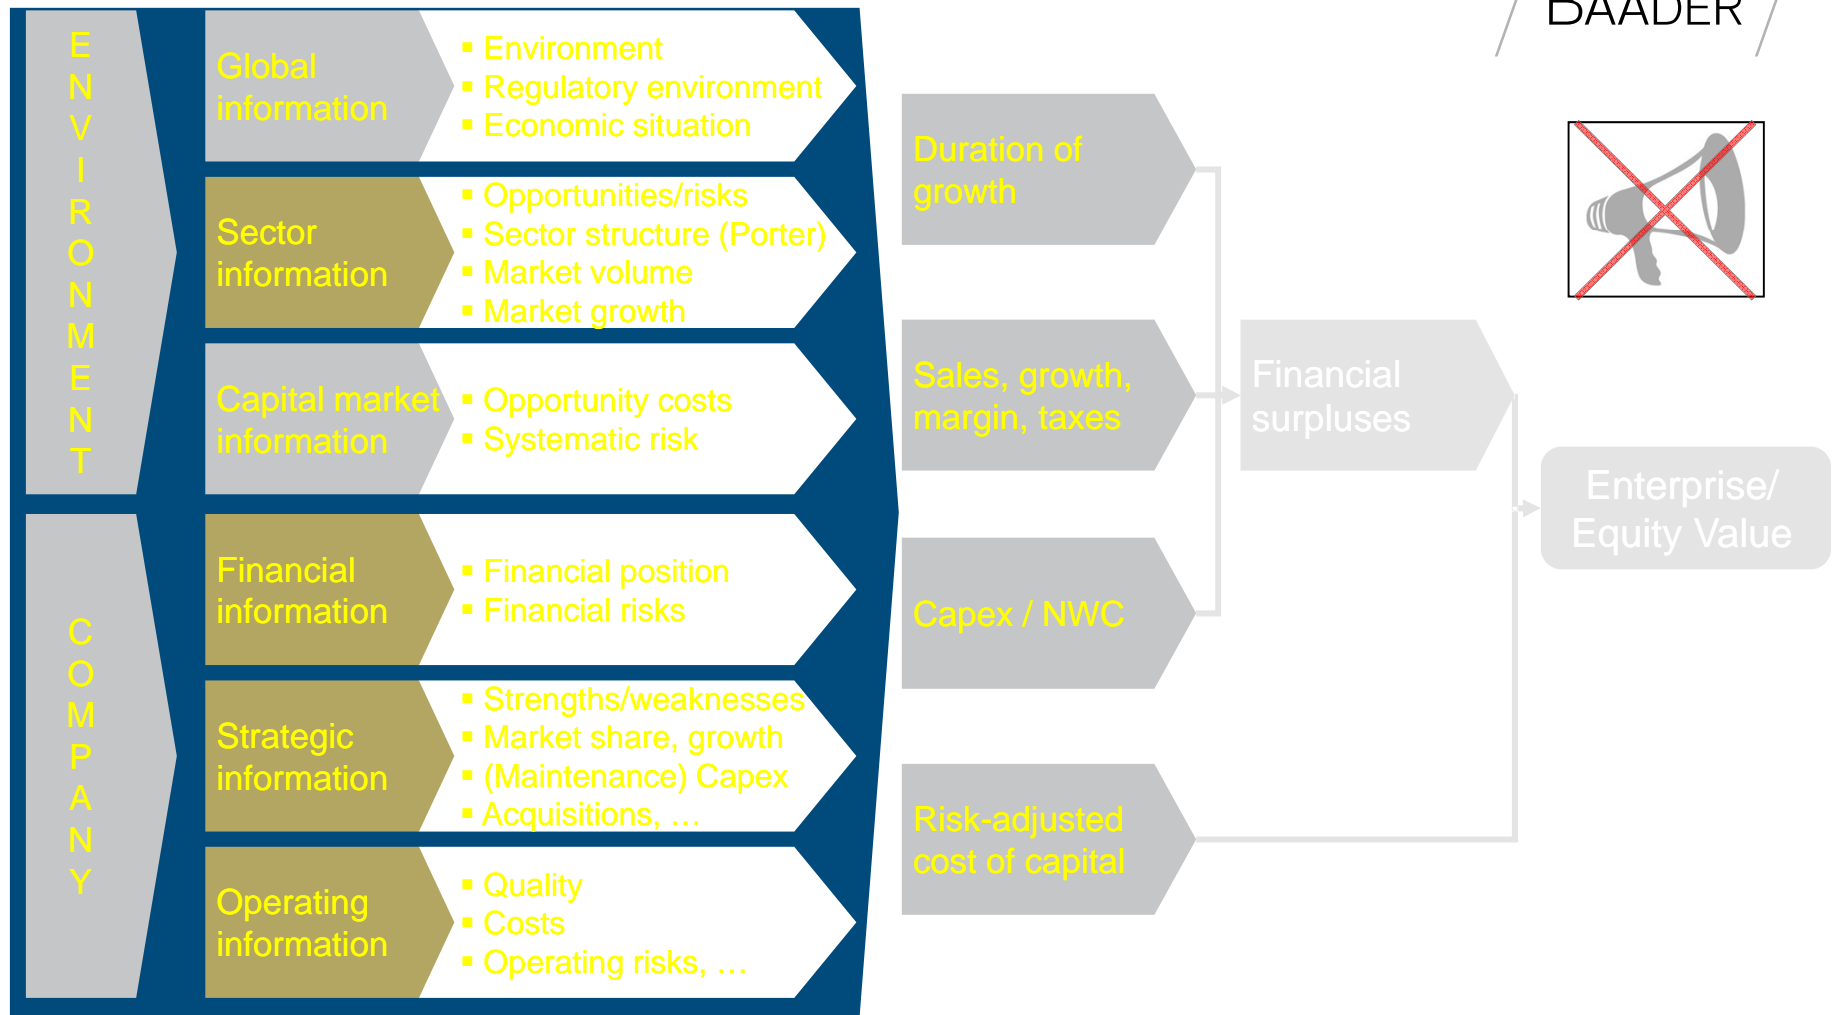 BAADER
ENVIRONMENT
Global
information
▪ Environment
▪ Regulatory environment
▪ Economic situation
Sector
information
▪ Opportunities/risks
▪ Sector structure (Porter)
▪ Market volume
▪ Market growth
Capital market
information
▪ Opportunity costs
▪ Systematic risk
COMPANY
Financial
information
▪ Financial position
▪ Financial risks
Strategic
information
▪ Strengths/weaknesses
▪ Market share, growth
▪ (Maintenance) Capex
▪ Acquisitions, …
Operating
information
▪ Quality
▪ Costs
▪ Operating risks, …
Duration of
growth
Sales, growth,
margin, taxes
Capex / NWC
Risk-adjusted
cost of capital
Financial
surpluses
Enterprise/
Equity Value